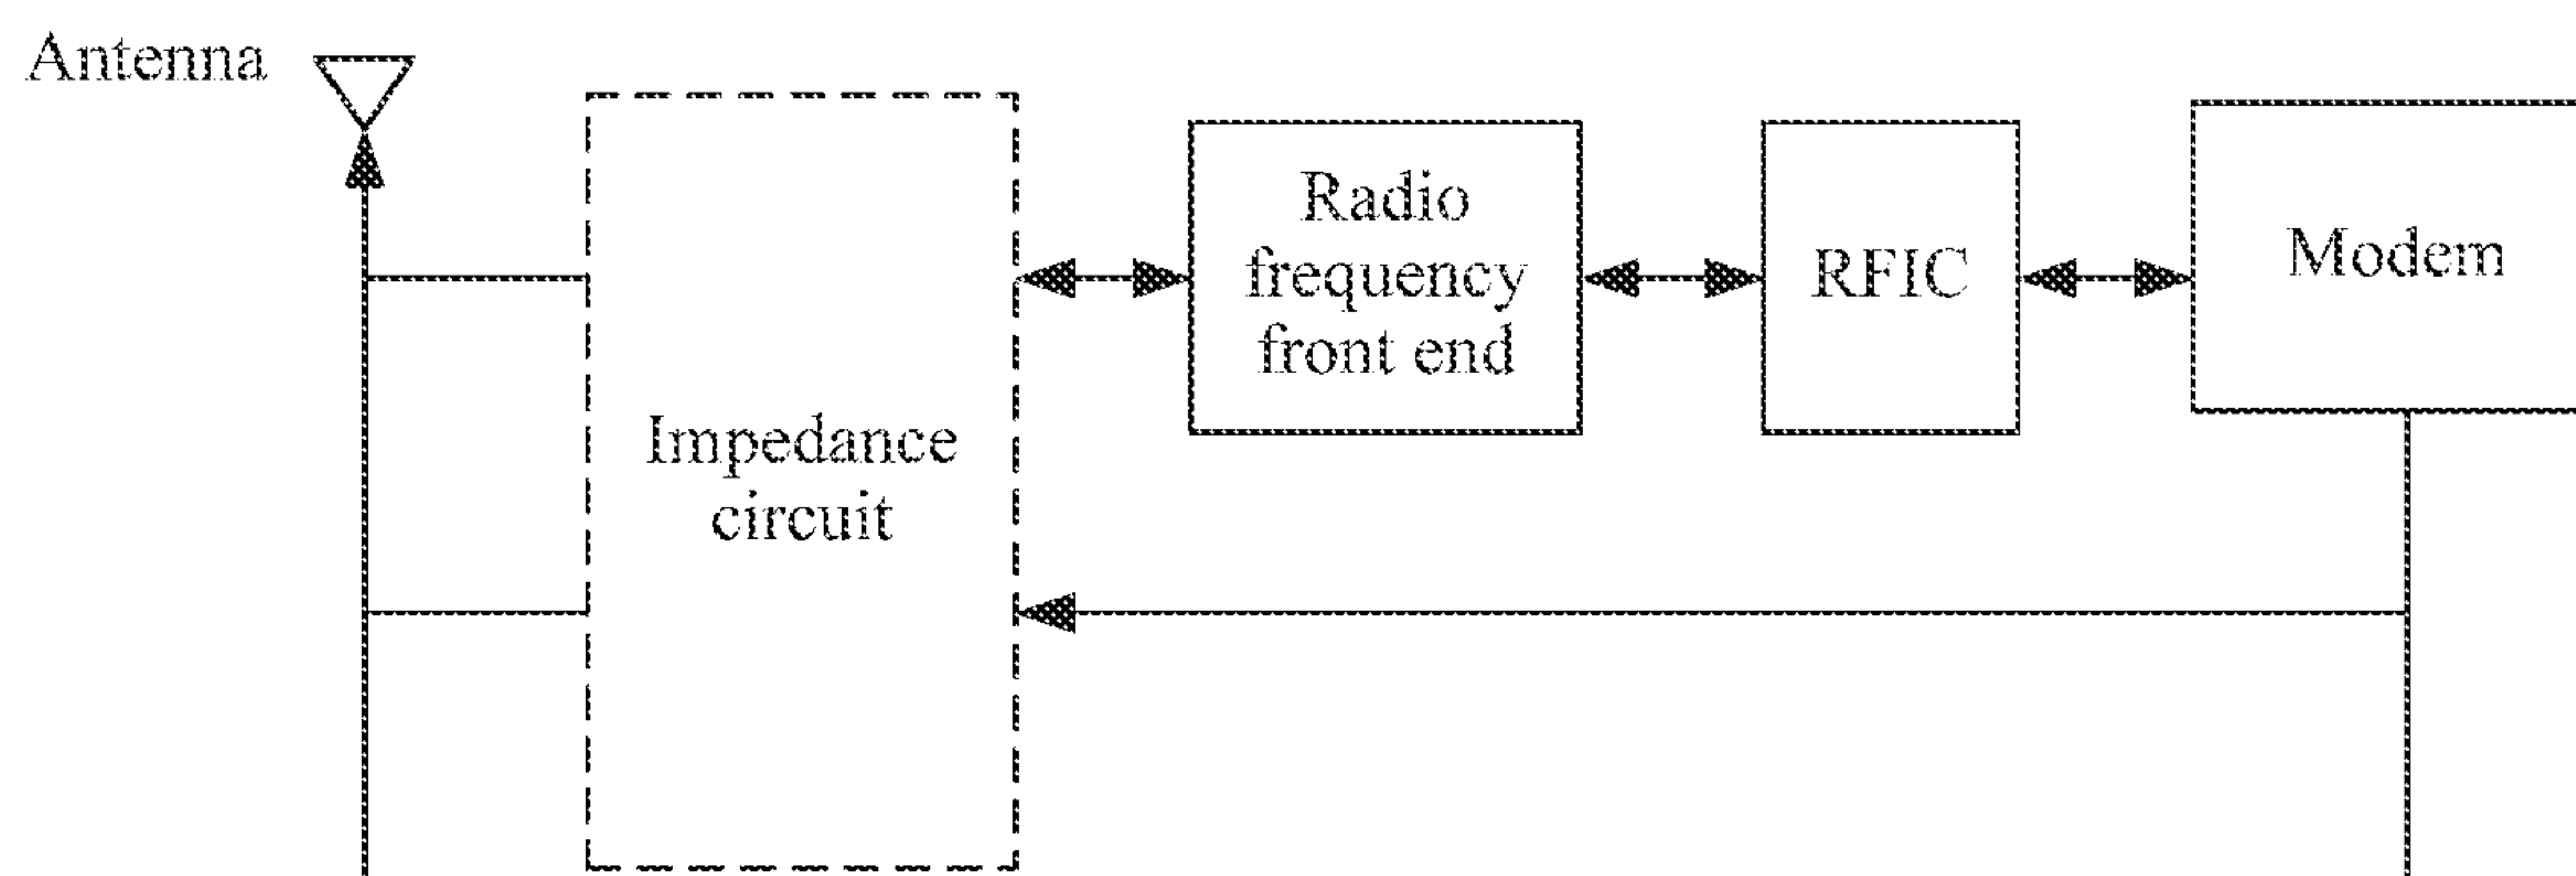 Antenna
Impedance
circuit
Radio
frequency
front end
RFIC
Modem